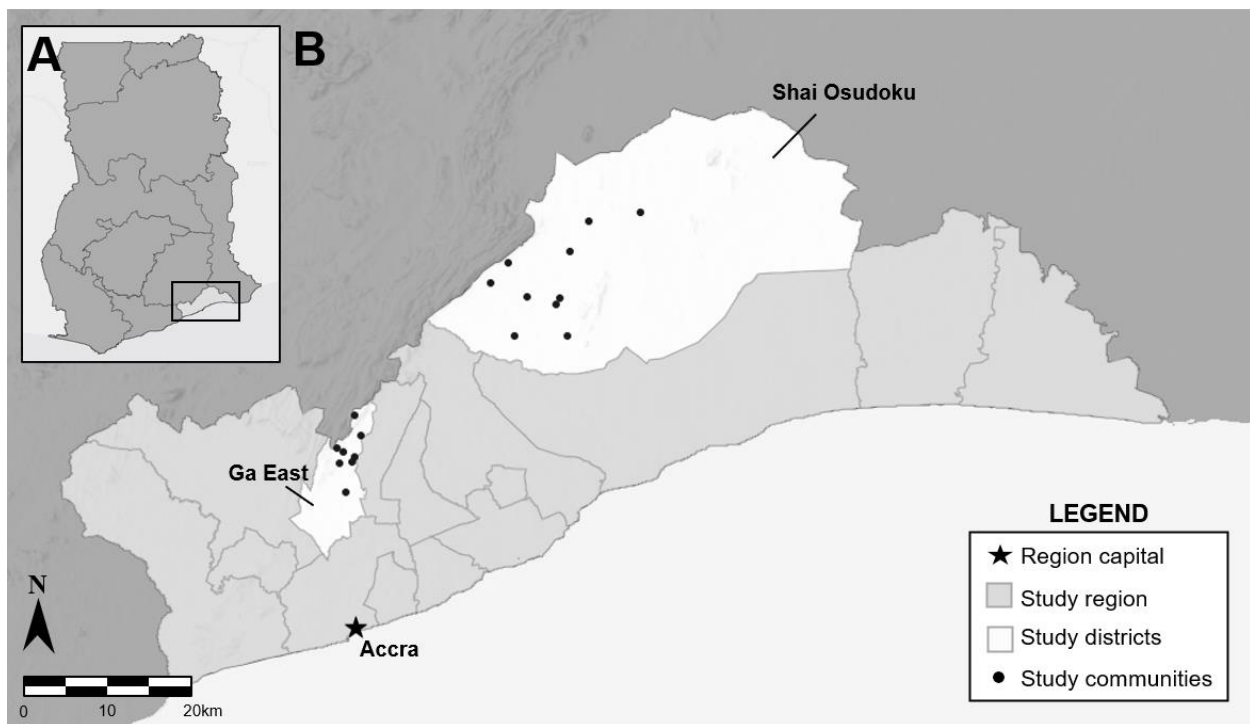 A
B
Shai Osudoku
Ga East
Accra
N
0 10 20km
LEGEND
Region capital
Study region
Study districts
Study communities